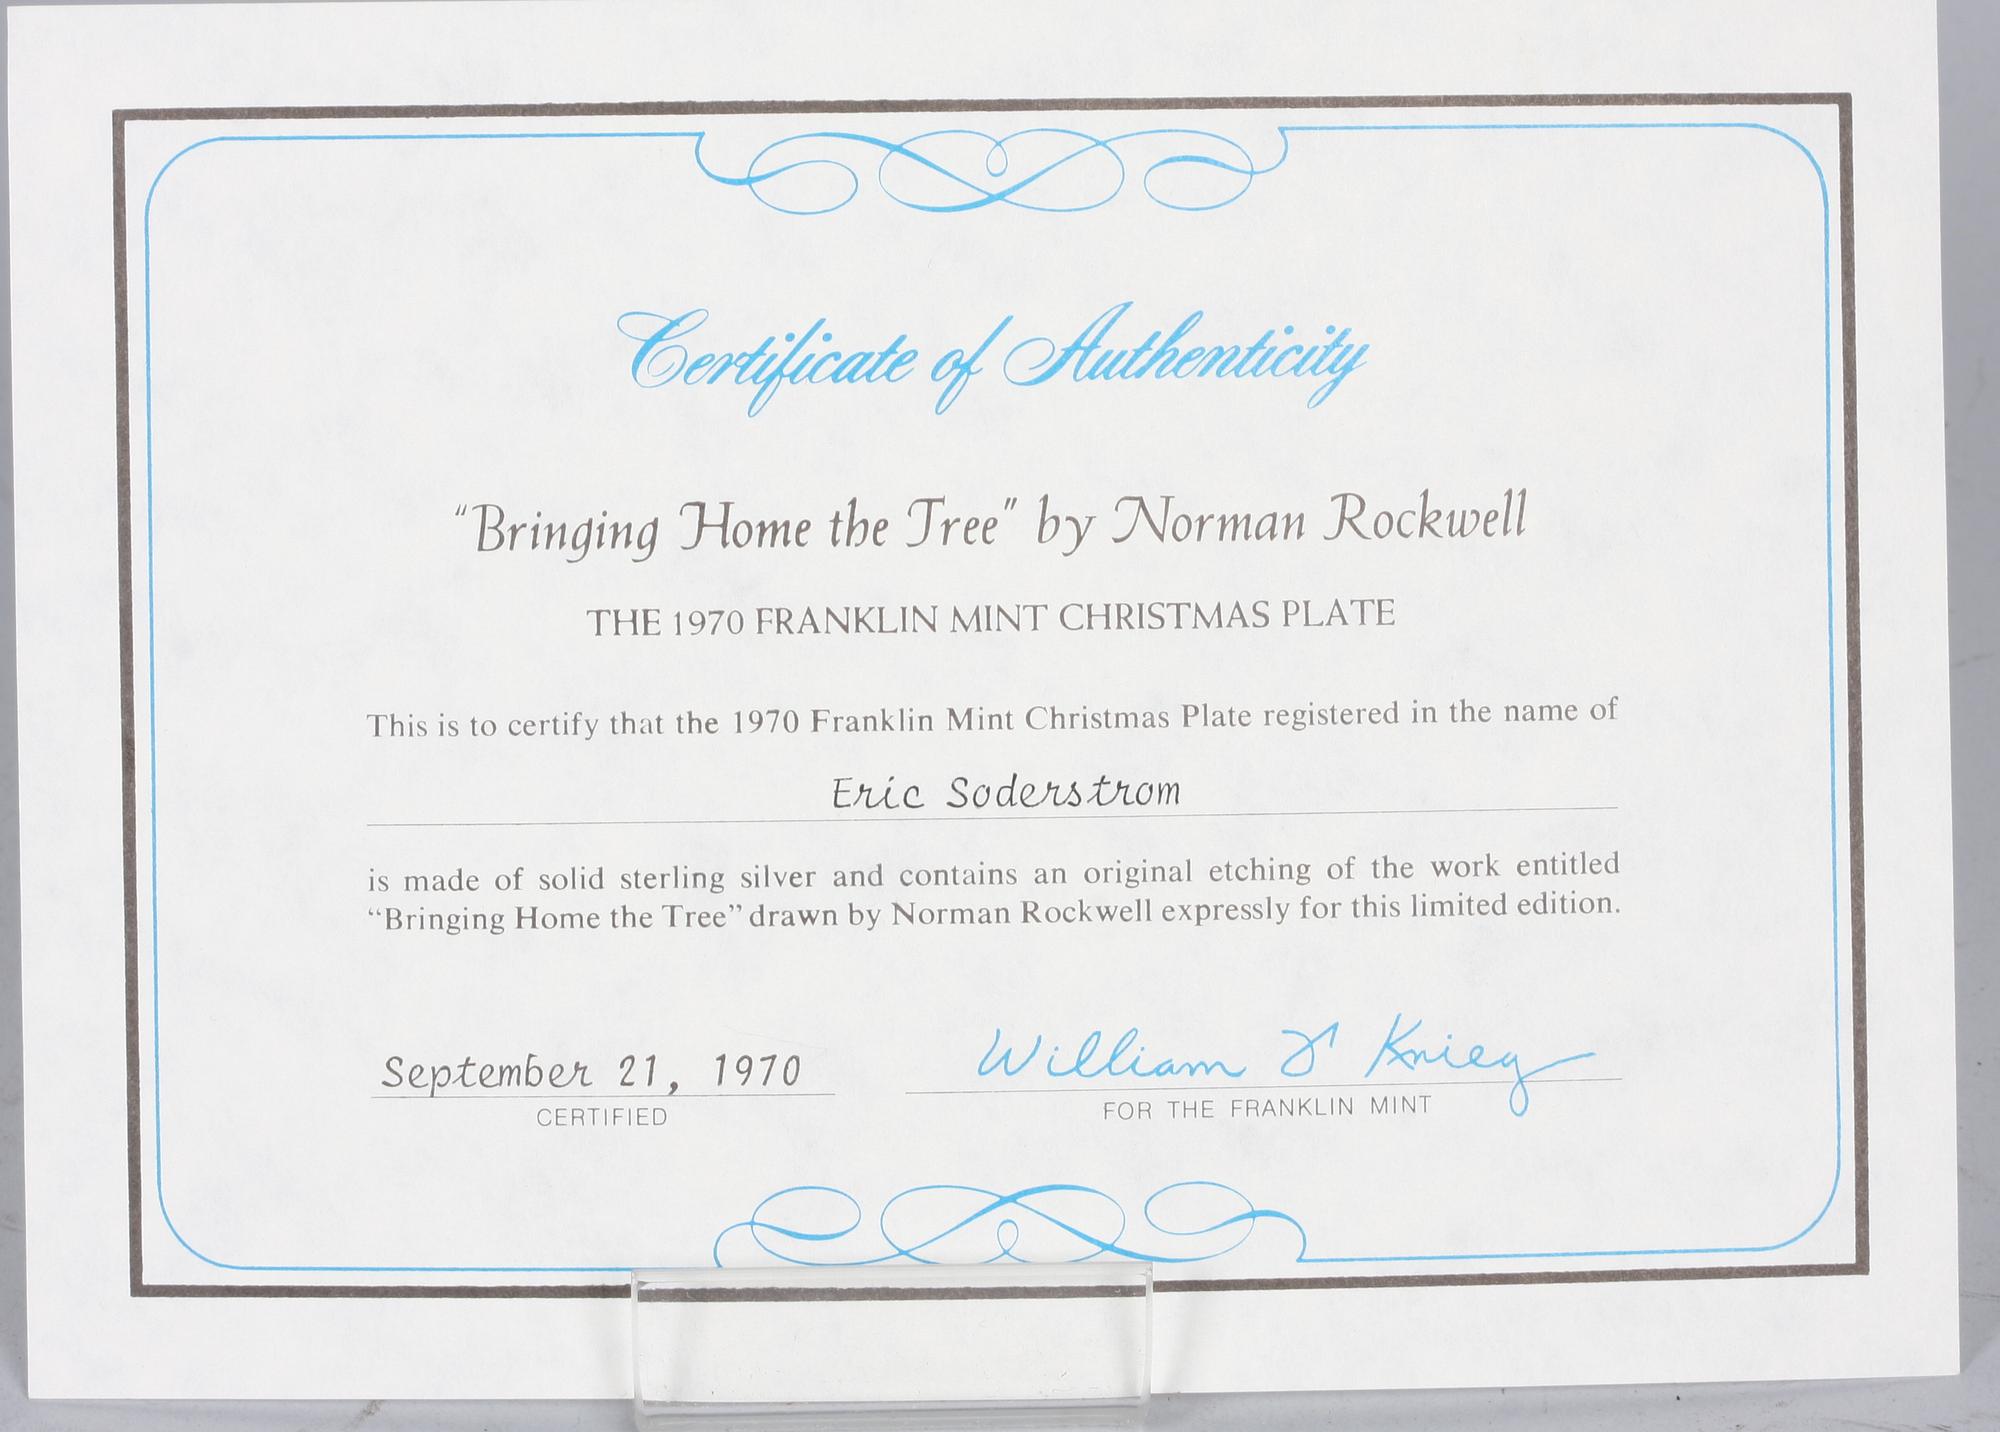 Certificate of Authenticity
"Bringing Home the Tree" by Norman Rockwell
THE 1970 FRANKLIN MINT CHRISTMAS PLATE
This is to certify that the 1970 Franklin Mint Christmas Plate registered in the name of
Eric Soderstrom
is made of solid sterling silver and contains an original etching of the work entitled
"Bringing Home the Tree" drawn by Norman Rockwell expressly for this limited edition.
September 21, 1970
CERTIFIED
William Krieg
FOR THE FRANKLIN MINT